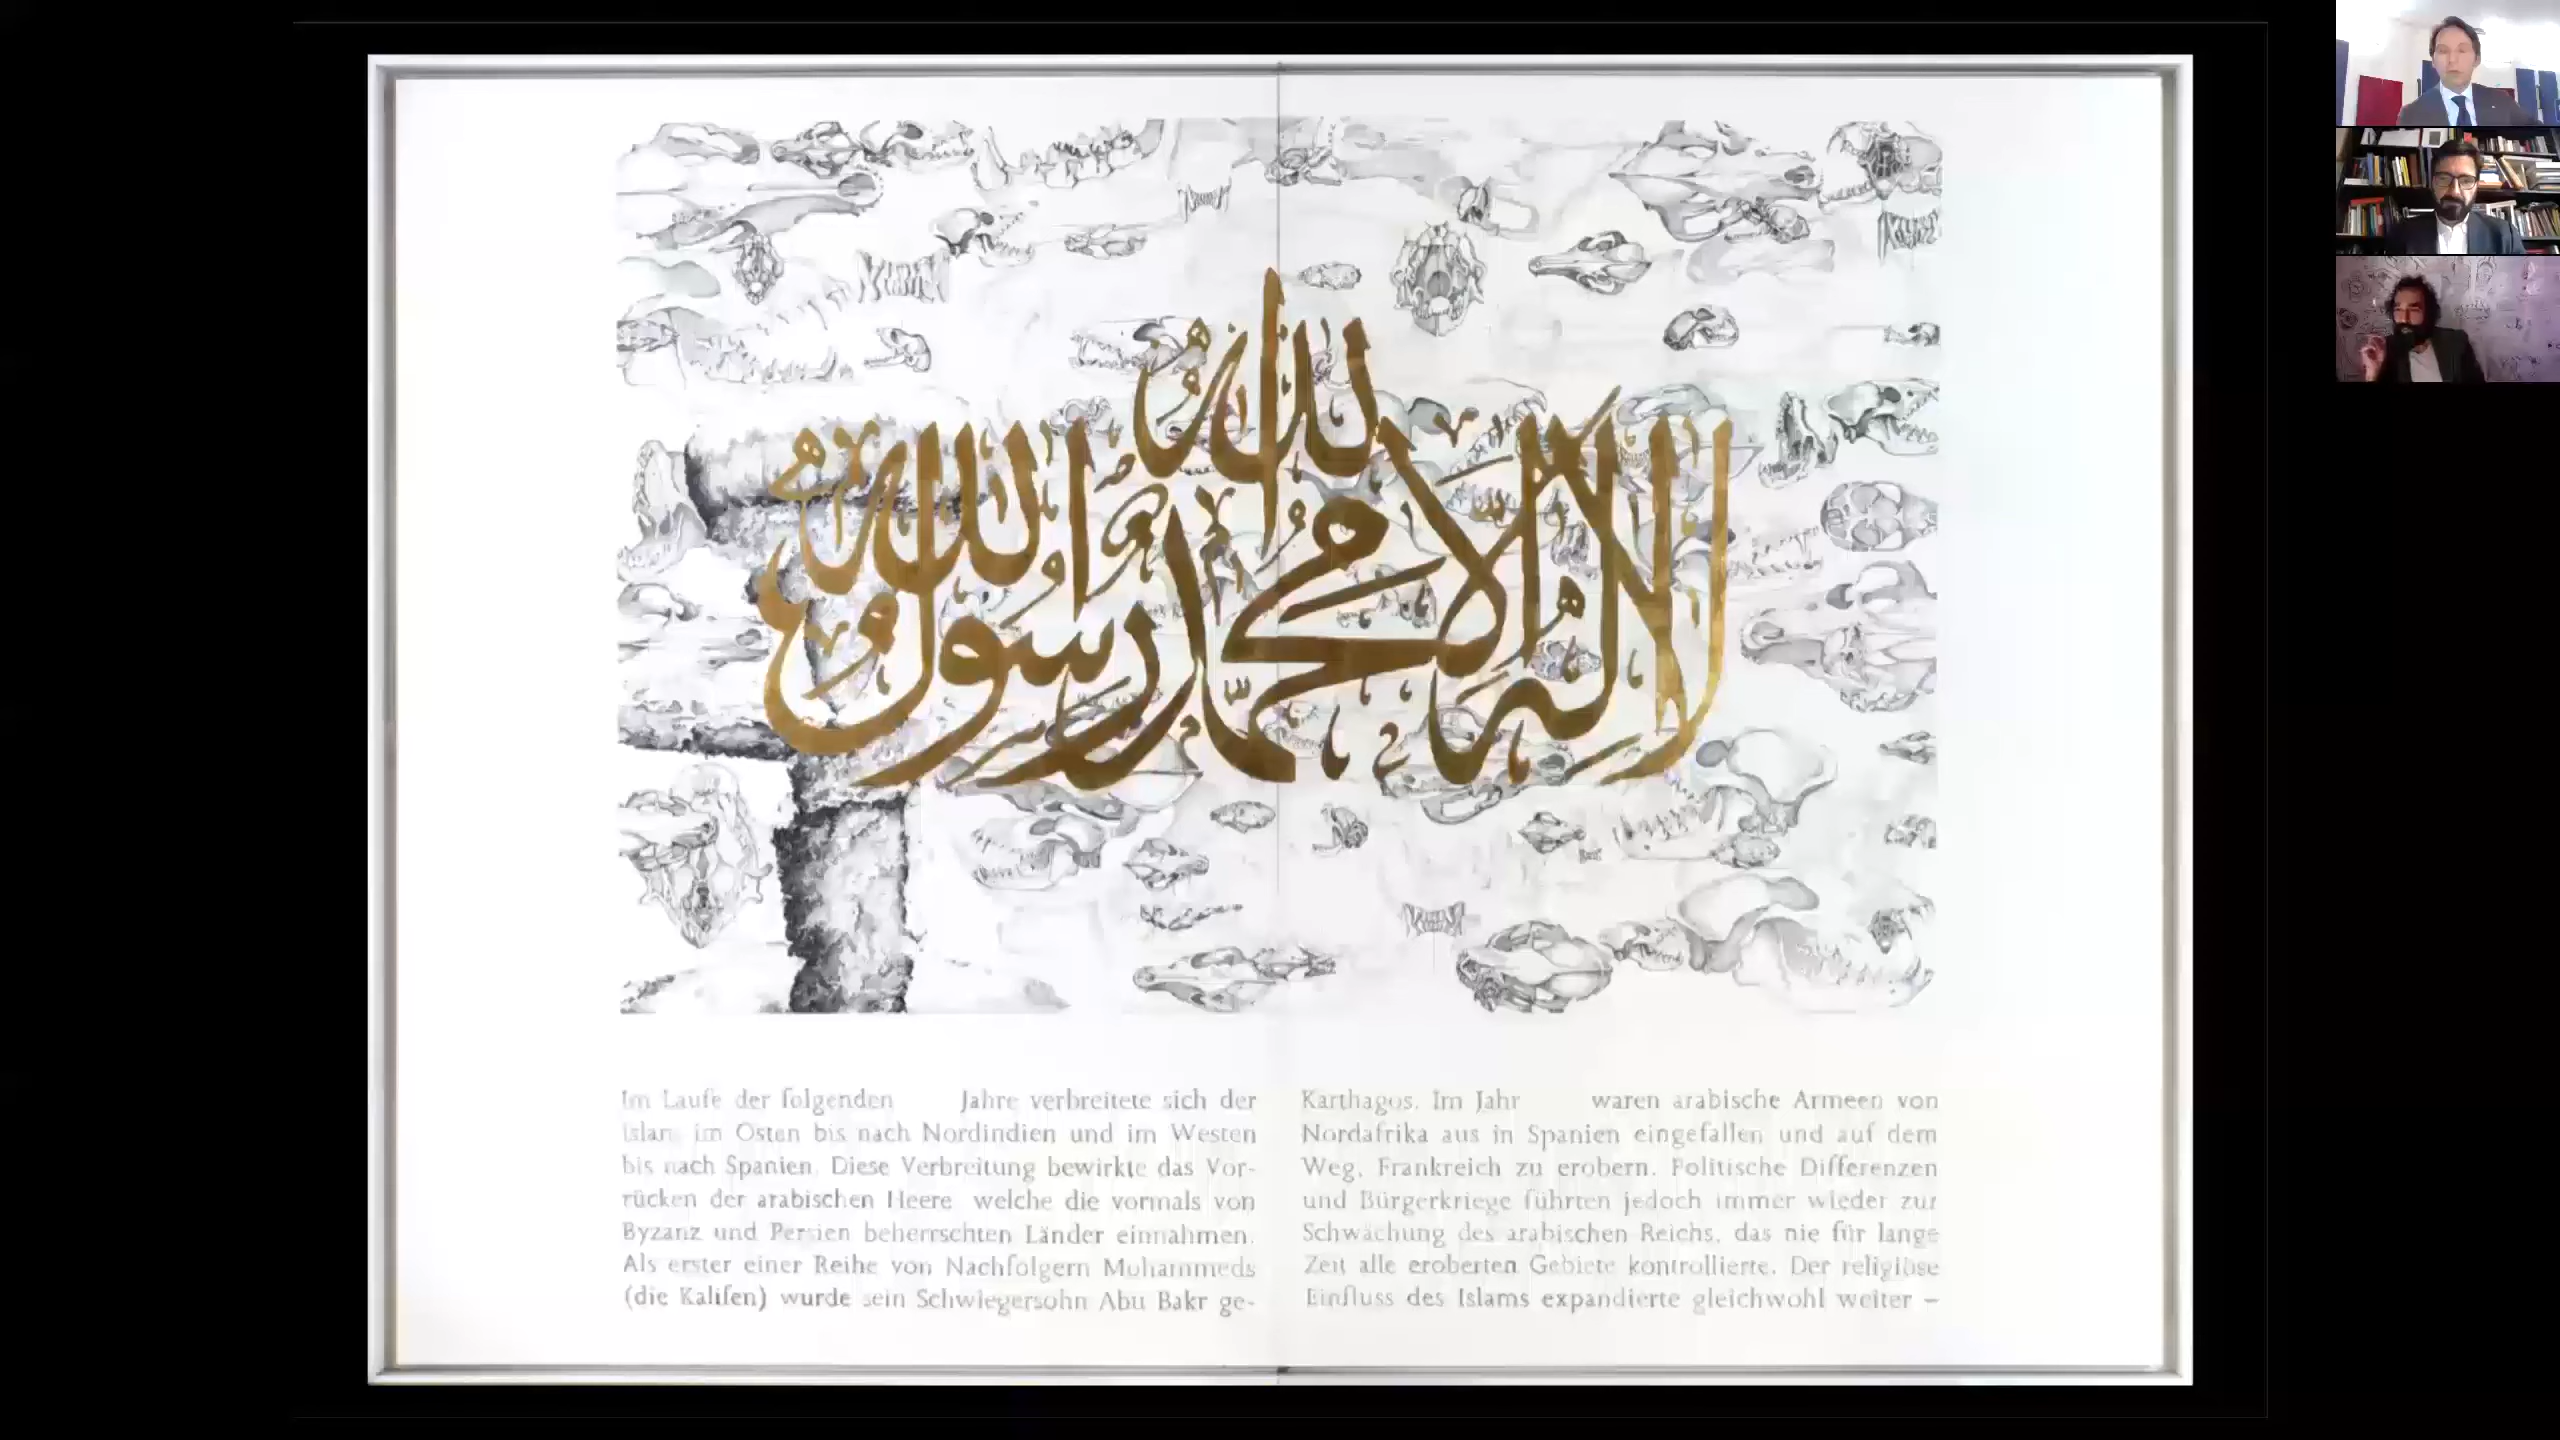 لا إله إلا الله محمد رسول الله
Im Laufe der folgenden Jahre verbreitete sich der
Islam im Osten bis nach Nordindien und im Westen
bis nach Spanien. Diese Verbreitung bewirkte das Vor-
rücken der arabischen Heere welche die vormals von
Byzanz und Persien beherrschten Länder einnahmen.
Als erster einer Reihe von Nachfolgern Muhammeds
(die Kalifen) wurde sein Schwiegersohn Abu Bakr ge-
Karthagos. Im Jahr waren arabische Armeen von
Nordafrika aus in Spanien eingefallen und auf dem
Weg, Frankreich zu erobern. Politische Differenzen
und Bürgerkriege führten jedoch immer wieder zur
Schwächung des arabischen Reichs, das nie für lange
Zeit alle eroberten Gebiete kontrollierte. Der religiöse
Einfluss des Islams expandierte gleichwohl weiter –